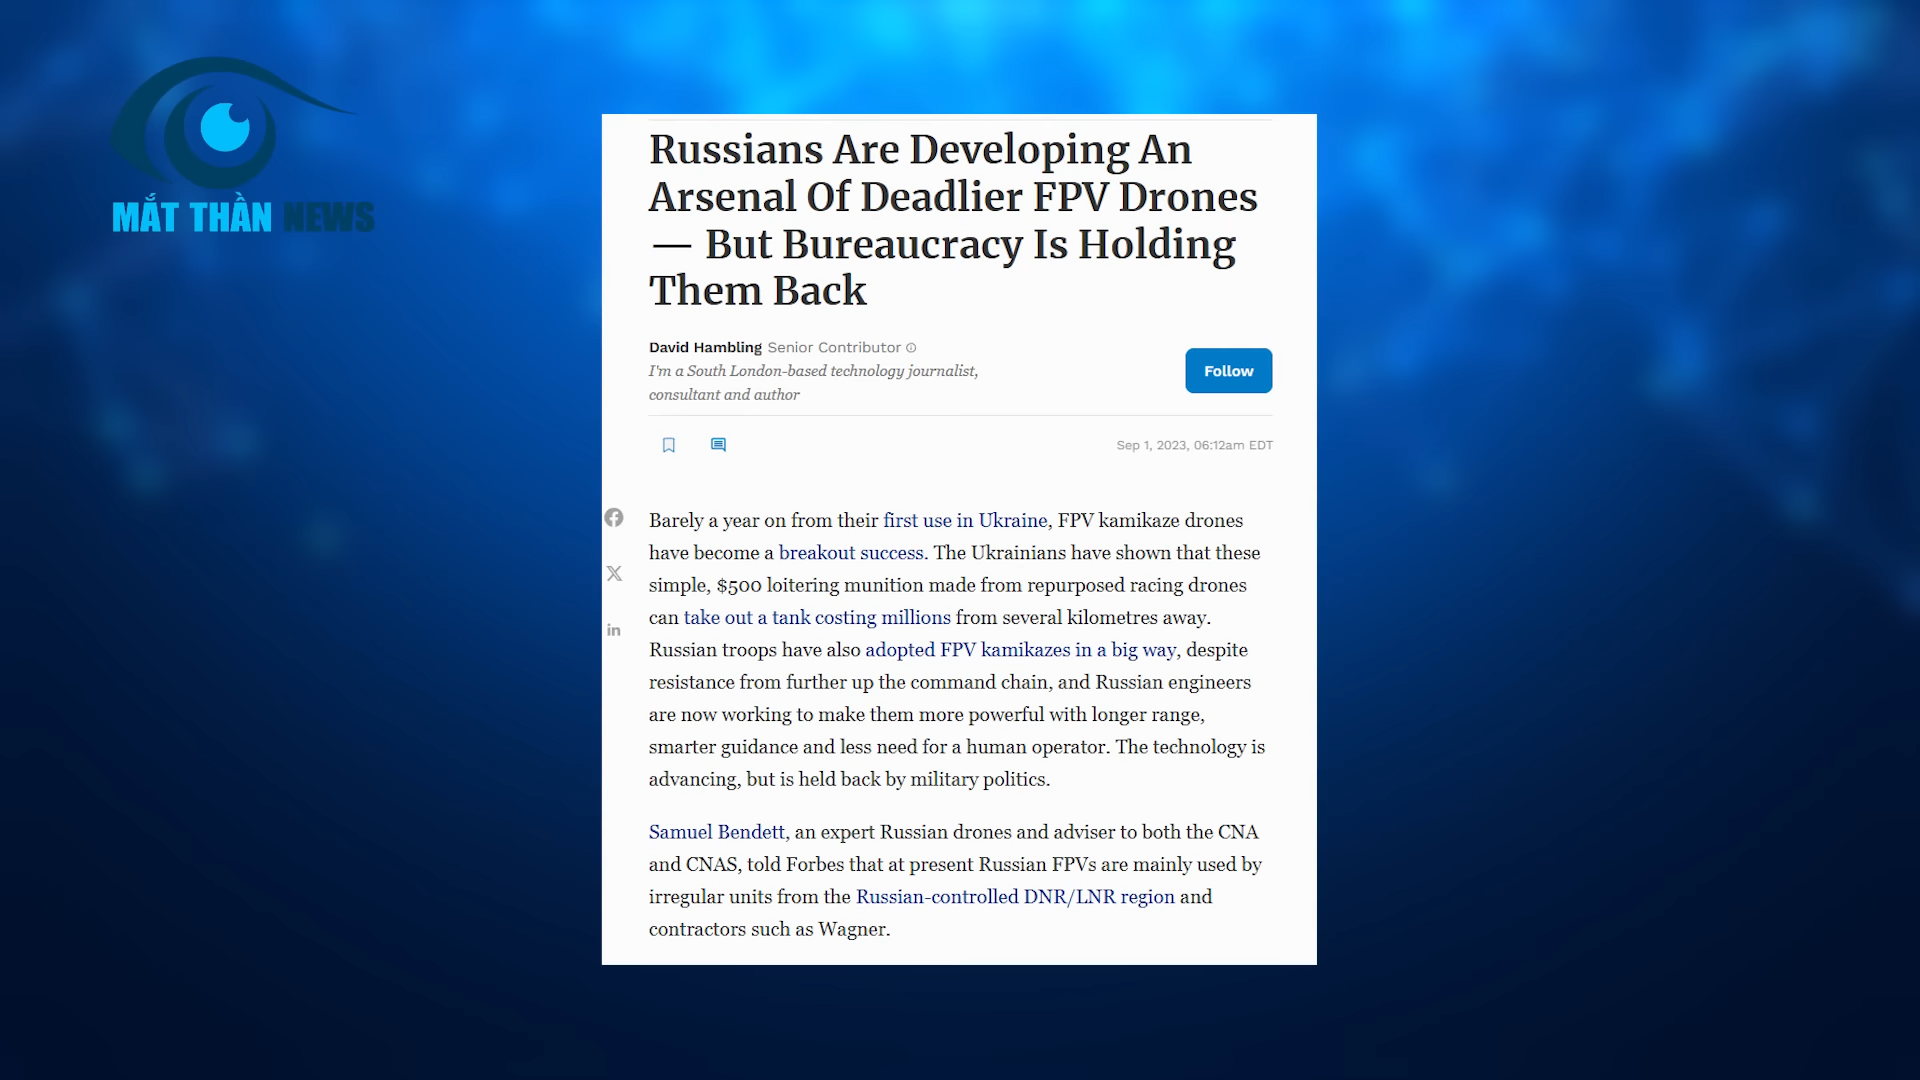 MẮT THẦN NEWS
Russians Are Developing An
Arsenal Of Deadlier FPV Drones
— But Bureaucracy Is Holding
Them Back
David Hambling Senior Contributor
I'm a South London-based technology journalist,
consultant and author
Follow
Sep 1, 2023, 06:12am EDT
Barely a year on from their first use in Ukraine, FPV kamikaze drones
have become a breakout success. The Ukrainians have shown that these
simple, $500 loitering munition made from repurposed racing drones
can take out a tank costing millions from several kilometres away.
Russian troops have also adopted FPV kamikazes in a big way, despite
resistance from further up the command chain, and Russian engineers
are now working to make them more powerful with longer range,
smarter guidance and less need for a human operator. The technology is
advancing, but is held back by military politics.
Samuel Bendett, an expert Russian drones and adviser to both the CNA
and CNAS, told Forbes that at present Russian FPVs are mainly used by
irregular units from the Russian-controlled DNR/LNR region and
contractors such as Wagner.